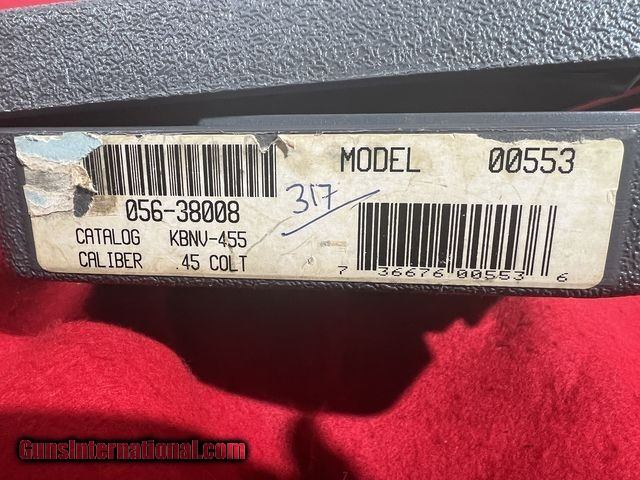 MODEL 00553
056-38008
317
CATALOG KBNV-455
CALIBER .45 COLT
7 36676 00553 6
GunsInternational.com